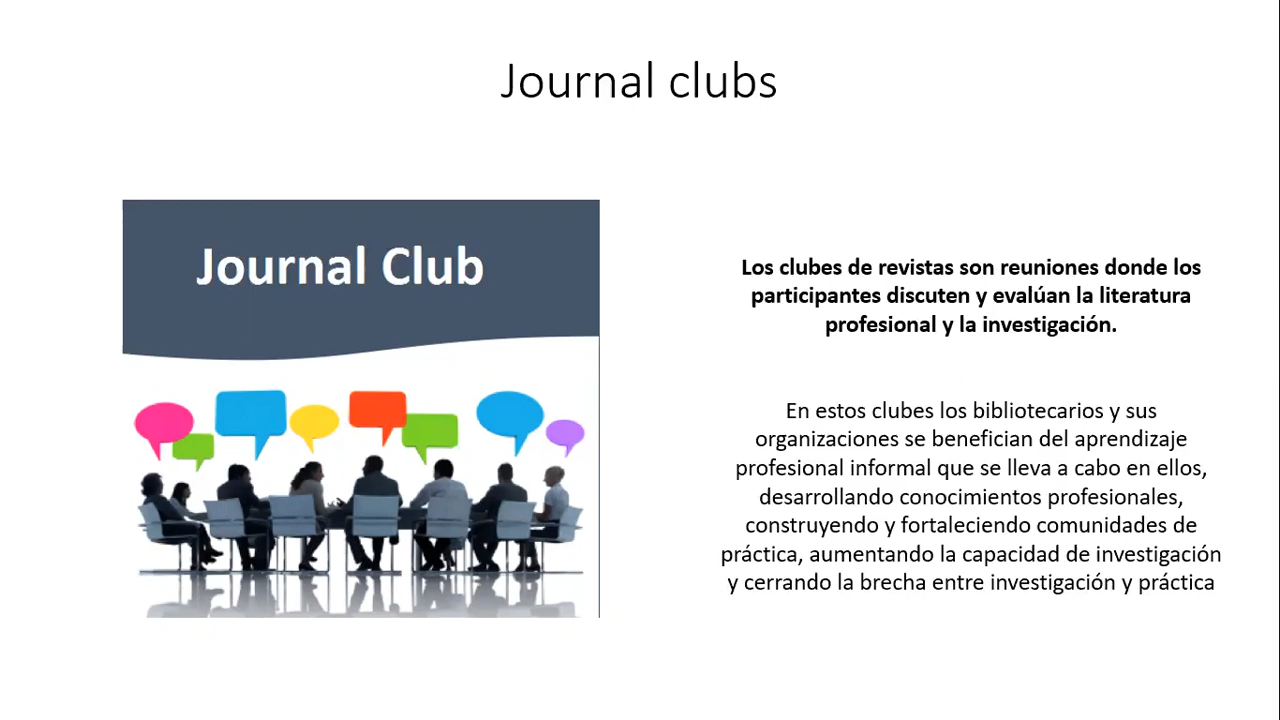 Journal clubs
Journal Club
Los clubes de revistas son reuniones donde los
participantes discuten y evalúan la literatura
profesional y la investigación.
En estos clubes los bibliotecarios y sus
organizaciones se benefician del aprendizaje
profesional informal que se lleva a cabo en ellos,
desarrollando conocimientos profesionales,
construyendo y fortaleciendo comunidades de
práctica, aumentando la capacidad de investigación
y cerrando la brecha entre investigación y práctica